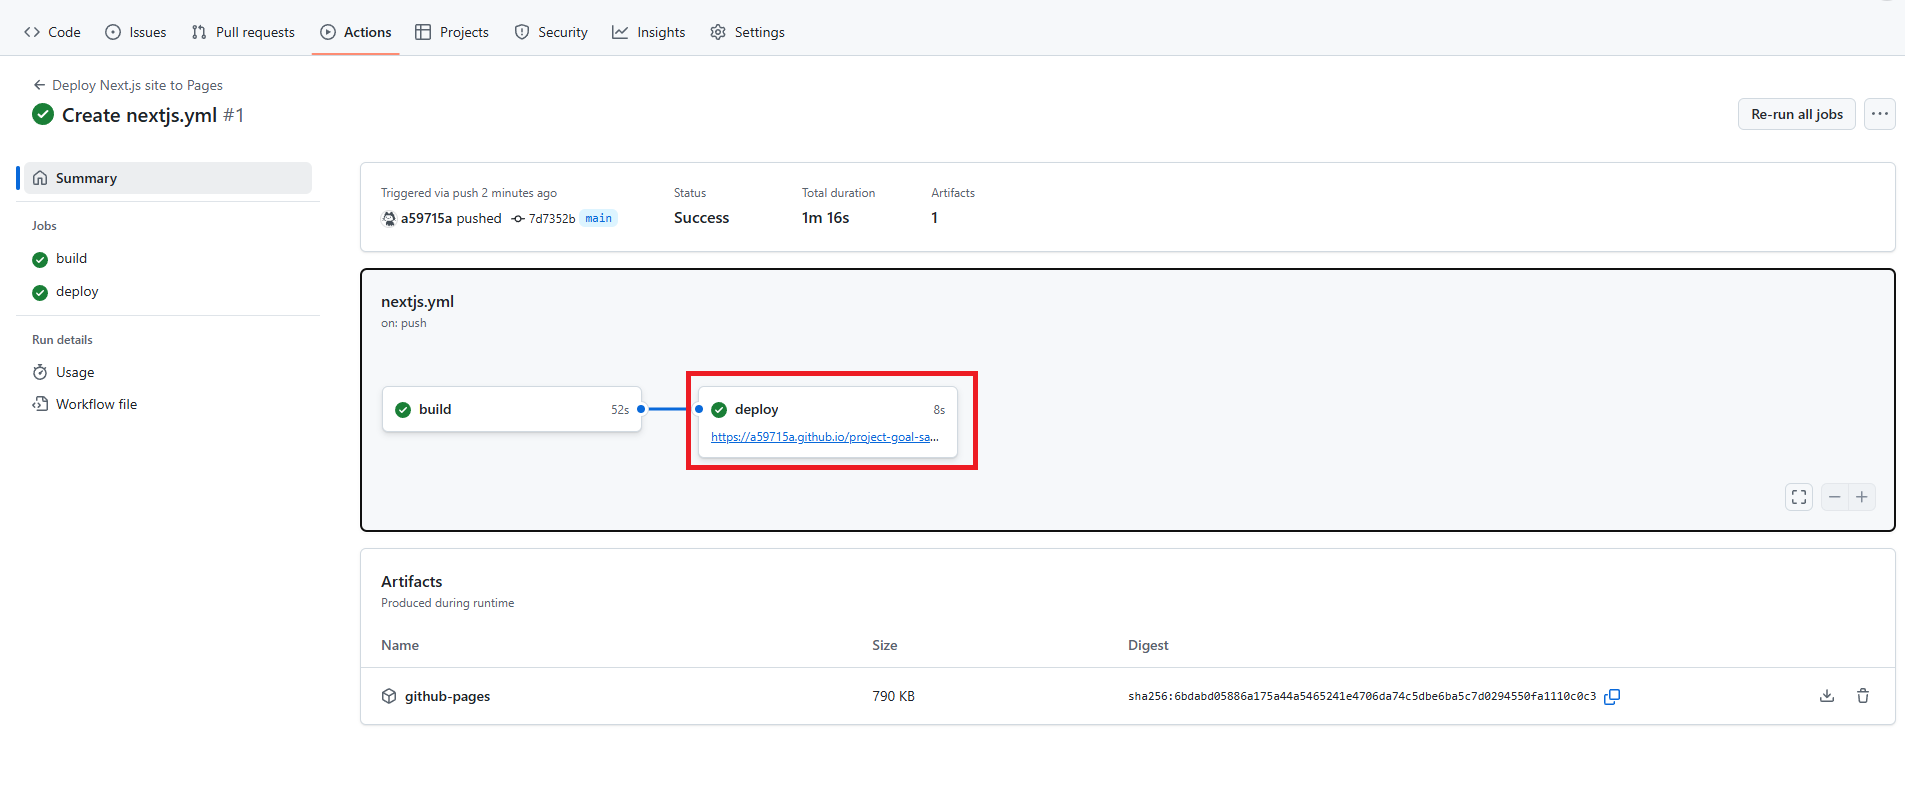 Code Issues Pull requests Actions Projects Security Insights Settings
Deploy Next.js site to Pages
Create nextjs.yml #1
Re-run all jobs
Summary
Jobs
build
deploy
Run details
Usage
Workflow file
Triggered via push 2 minutes ago
a59715a pushed 7d7352b main
Status
Success
Total duration
1m 16s
Artifacts
1
nextjs.yml
on: push
build 52s
deploy 8s
https://a59715a.github.io/project-goal-sa...
Artifacts
Produced during runtime
Name Size Digest
github-pages 790 KB sha256:6bdabd05886a175a44a5465241e4706da74c5dbe6ba5c7d0294550fa1110c0c3